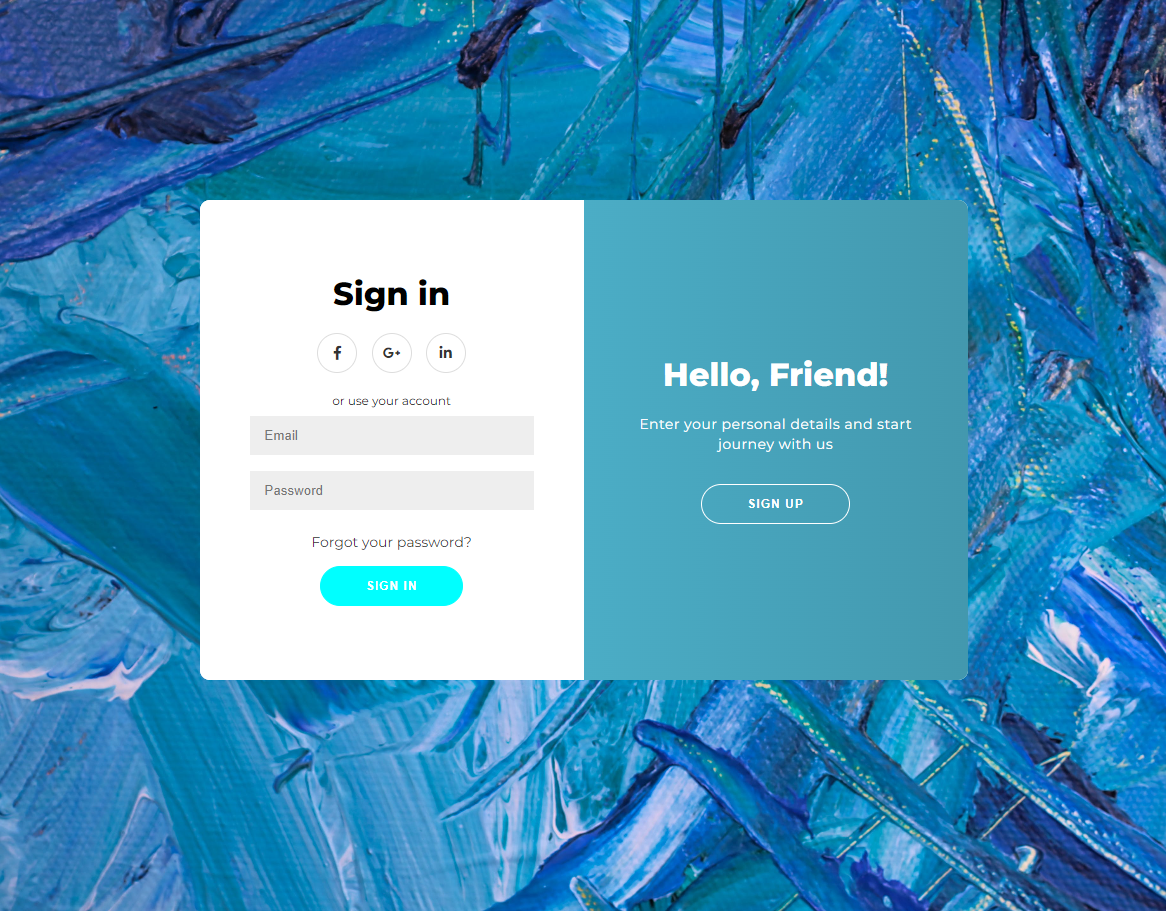 Sign in
f
G+
in
or use your account
Email
Password
Forgot your password?
SIGN IN
Hello, Friend!
Enter your personal details and start
journey with us
SIGN UP